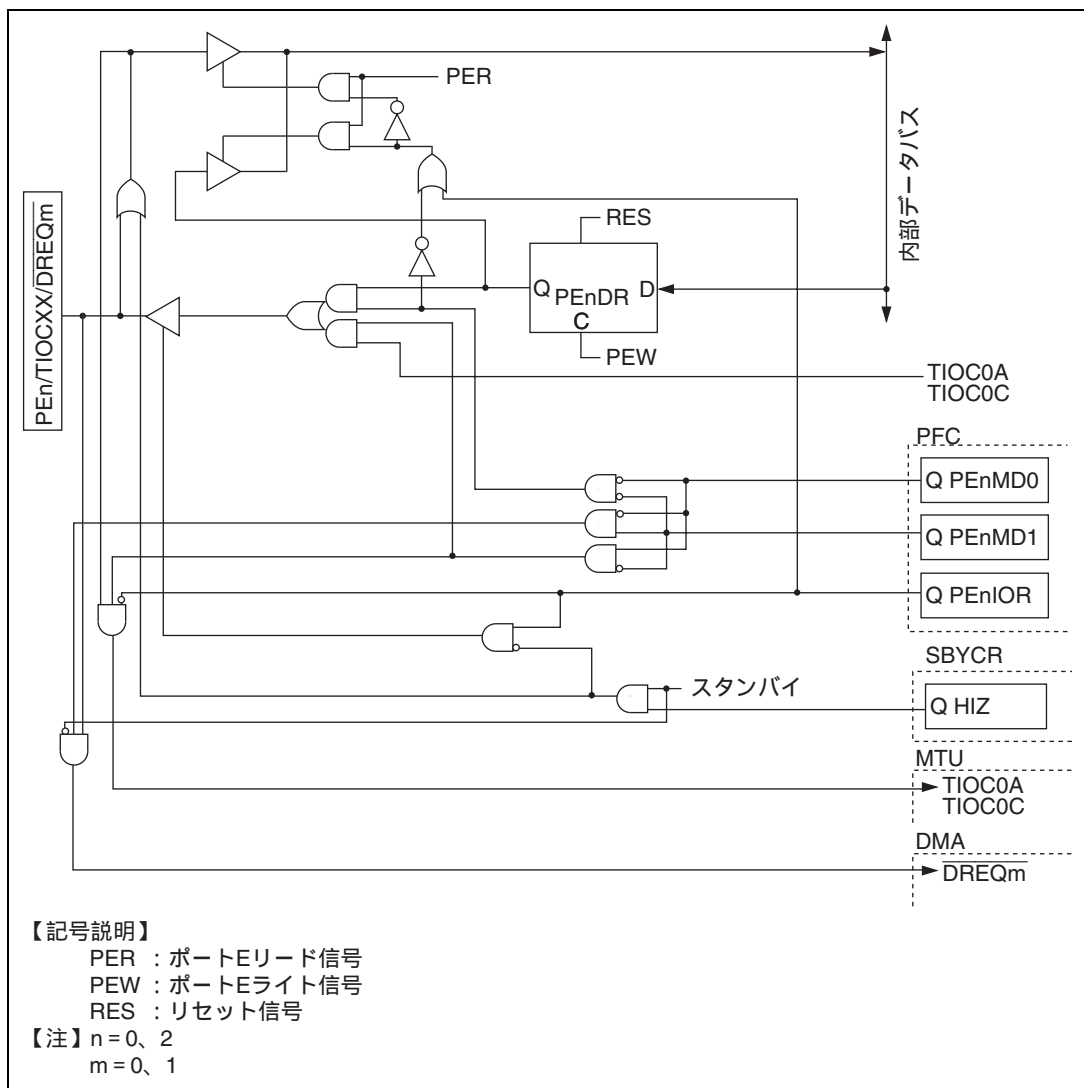 PER
内部データバス
RES
Q PEnDR D
C
PEW
PEn/TIOCXX/DREQm
TIOC0A
TIOC0C
PFC
Q PEnMD0
Q PEnMD1
Q PEnIOR
SBYCR
スタンバイ
Q HIZ
MTU
TIOC0A
TIOC0C
DMA
DREQm
【記号説明】
PER :ポートEリード信号
PEW :ポートEライト信号
RES :リセット信号
【注】n = 0、2
m = 0、1